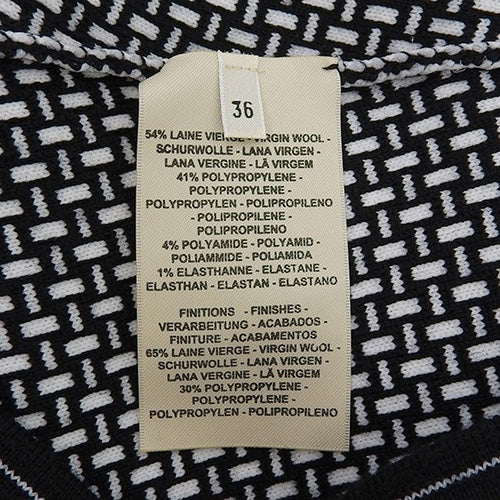 36
54% LAINE VIERGE - VIRGIN WOOL -
SCHURWOLLE - LANA VIRGEN -
LANA VERGINE - LÃ VIRGEM
41% POLYPROPYLENE -
POLYPROPYLENE -
POLYPROPYLEN - POLIPROPILENO
- POLIPROPILENE -
POLIPROPILENO
4% POLYAMIDE - POLYAMID -
POLIAMMIDE - POLIAMIDA
1% ELASTHANNE - ELASTANE -
ELASTHAN - ELASTAN - ELASTANO
FINITIONS - FINISHES -
VERARBEITUNG - ACABADOS -
FINITURE - ACABAMENTOS
65% LAINE VIERGE - VIRGIN WOOL -
SCHURWOLLE - LANA VIRGEN -
LANA VERGINE - LÃ VIRGEM
30% POLYPROPYLENE -
POLYPROPYLENE -
POLYPROPYLEN - POLIPROPILENO